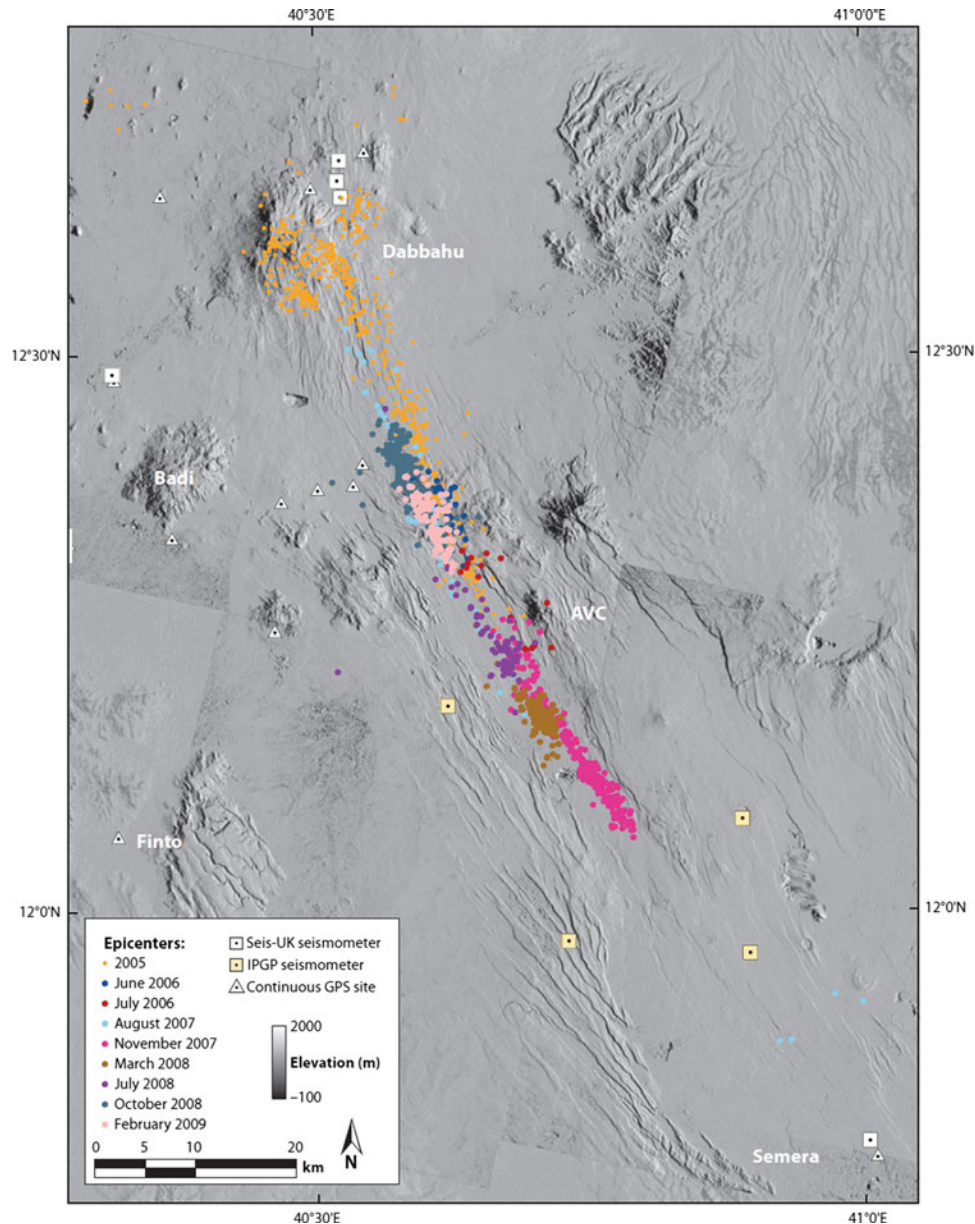 40°30'E 41°0'0"E
Dabbahu
12°30'N 12°30'N
Badi
AVC
Finto
12°0'N 12°0'N
Epicenters:
2005
June 2006
July 2006
August 2007
November 2007
March 2008
July 2008
October 2008
February 2009
Seis-UK seismometer
IPGP seismometer
Continuous GPS site
2000
Elevation (m)
−100
0 5 10 20
km
N
Semera
40°30'E 41°0'E